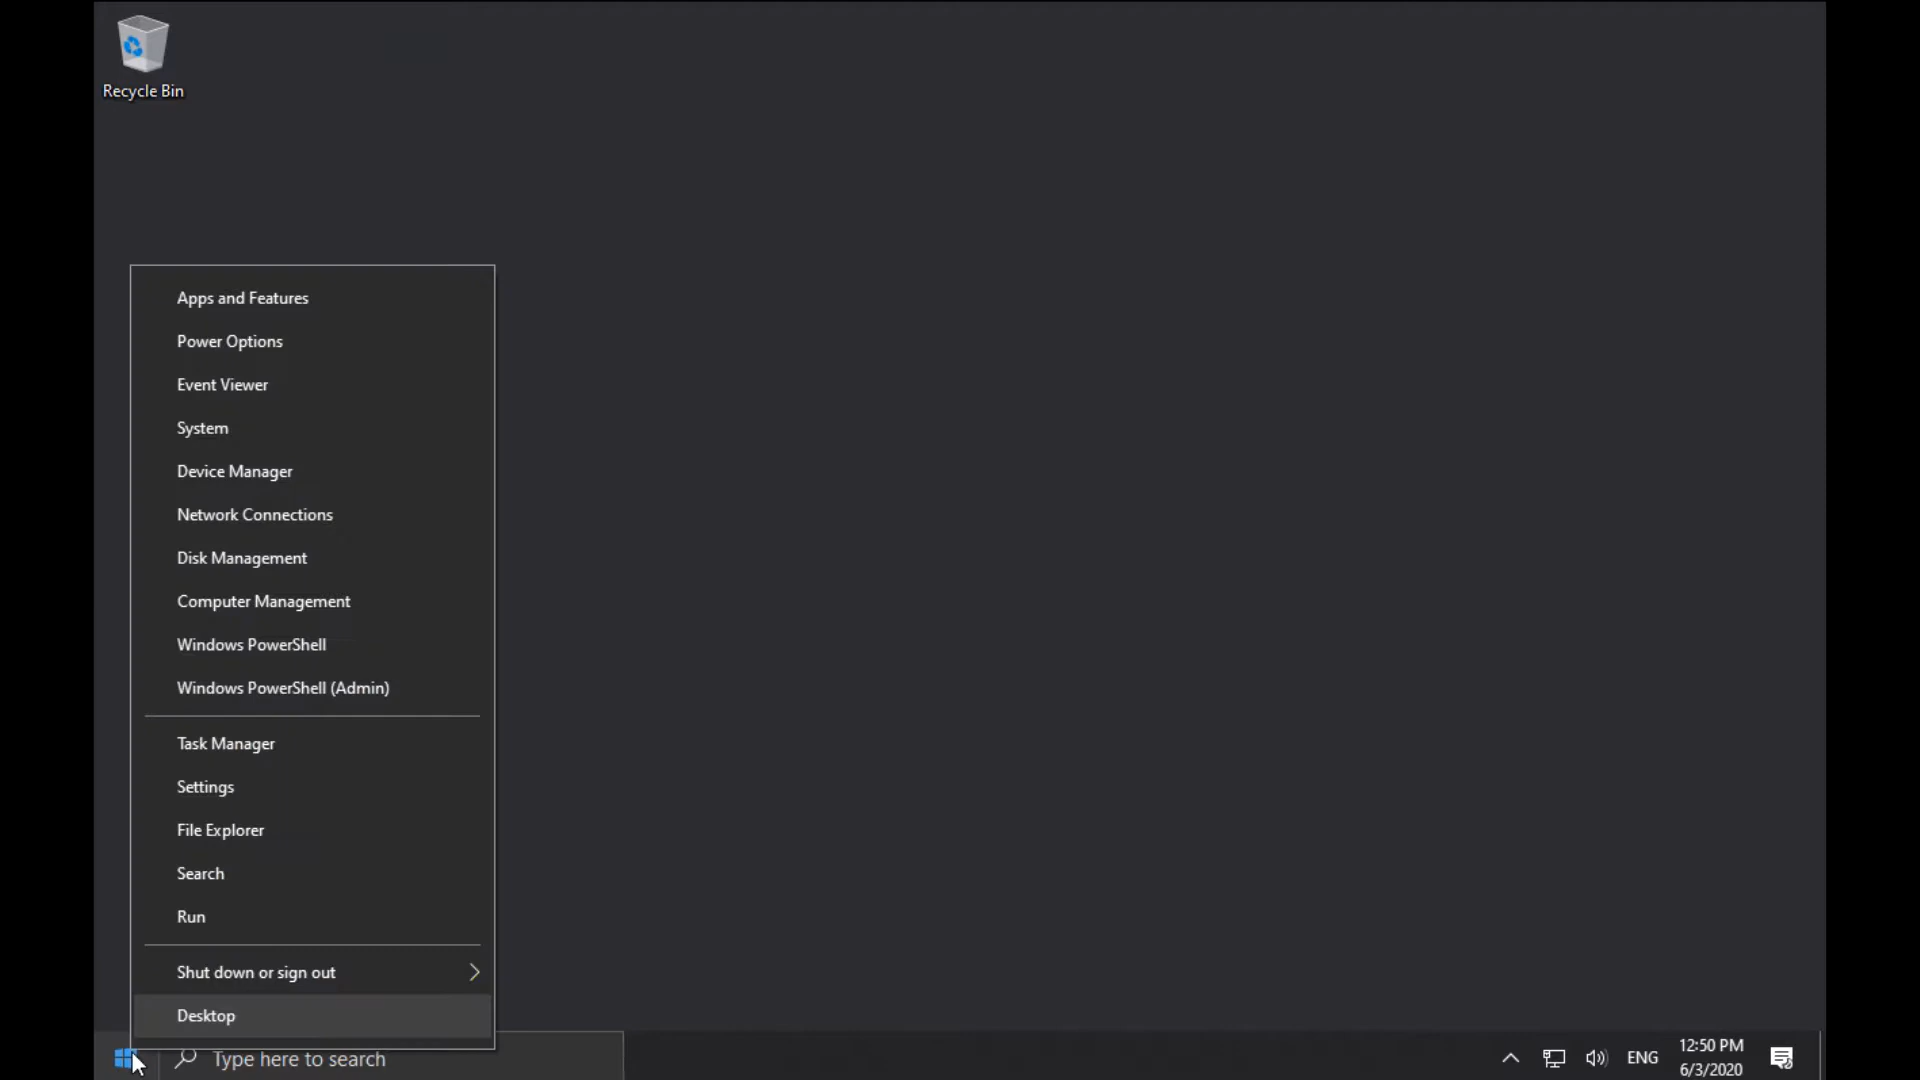 Recycle Bin
Apps and Features
Power Options
Event Viewer
System
Device Manager
Network Connections
Disk Management
Computer Management
Windows PowerShell
Windows PowerShell (Admin)
Task Manager
Settings
File Explorer
Search
Run
Shut down or sign out
Desktop
Type here to search
ENG
12:50 PM
6/3/2020